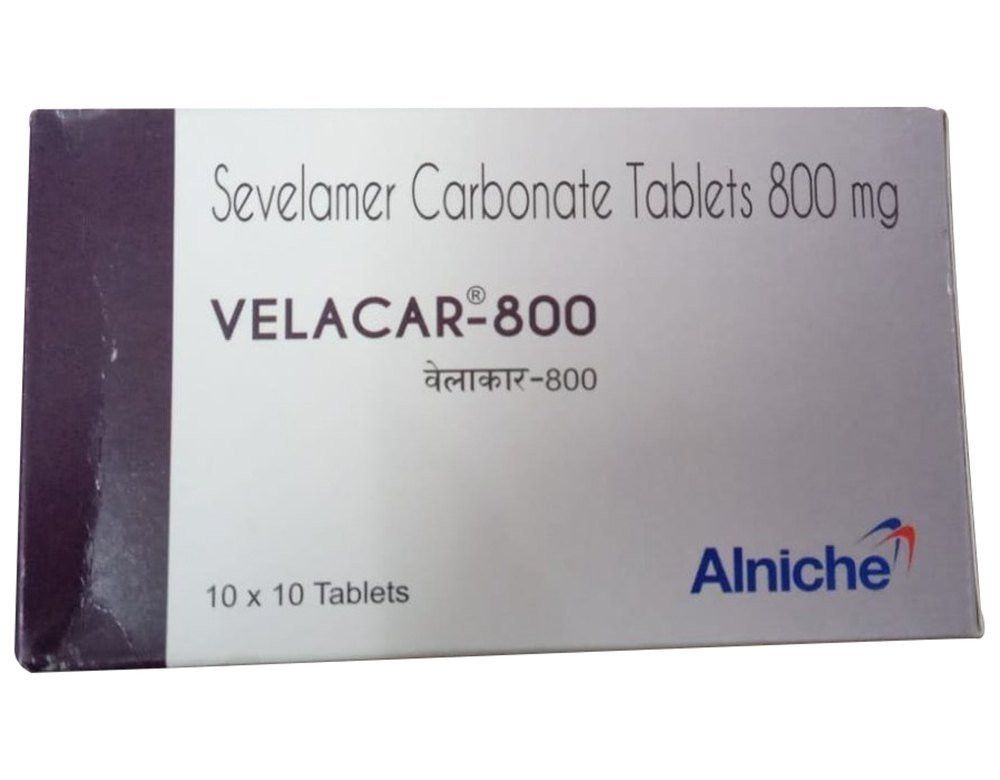 Sevelamer Carbonate Tablets 800 mg
VELACAR®-800
वेलाकार-800
10 x 10 Tablets
Alniche